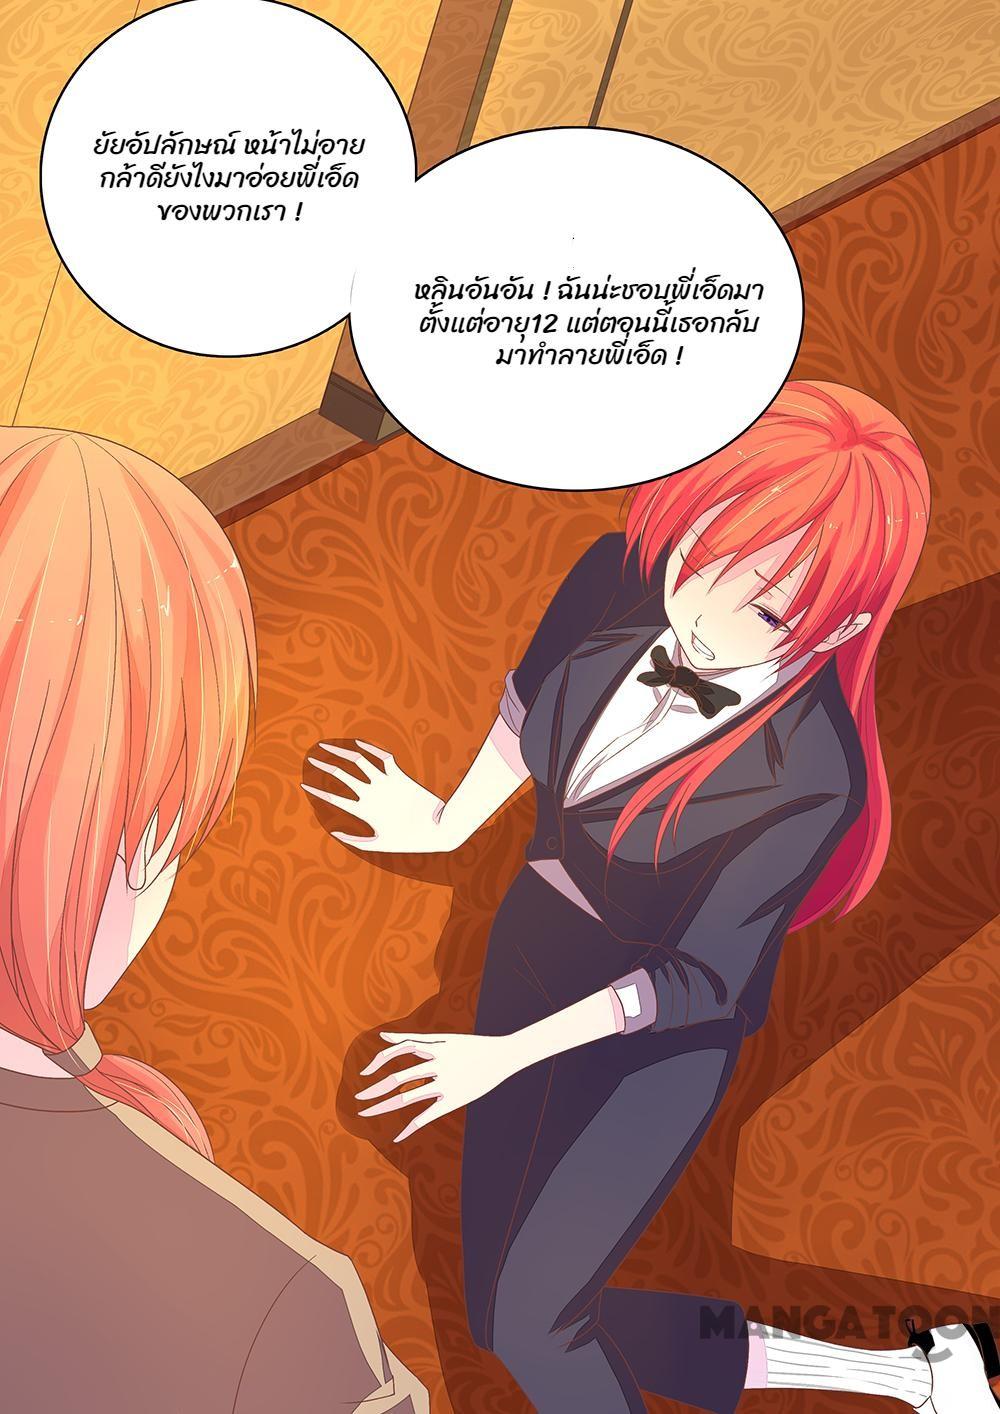 ยัยอัปลักษณ์ หน้าไม่อาย
กล้าดียังไงมาอ่อยพี่เอ็ด
ของพวกเรา !
หลินอันอัน ! ฉันน่ะชอบพี่เอ็ดมา
ตั้งแต่อายุ12 แต่ตอนนี้เธอกลับ
มาทำลายพี่เอ็ด !
MANGATOON